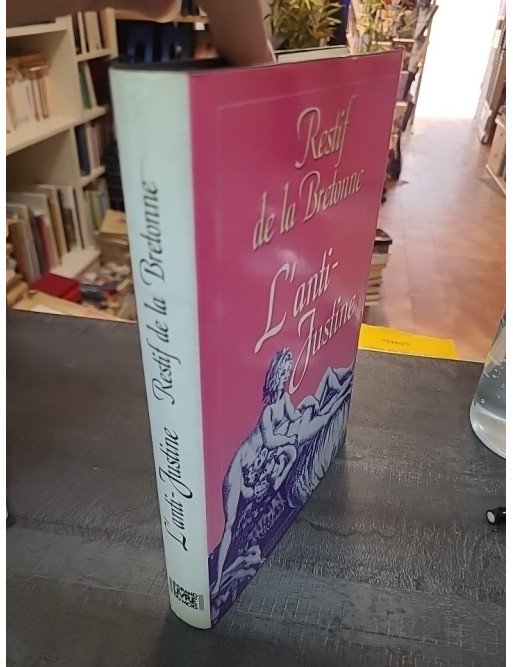 Restif
de la Bretonne
L'anti-
Justine
L'anti-Justine Restif de la Bretonne